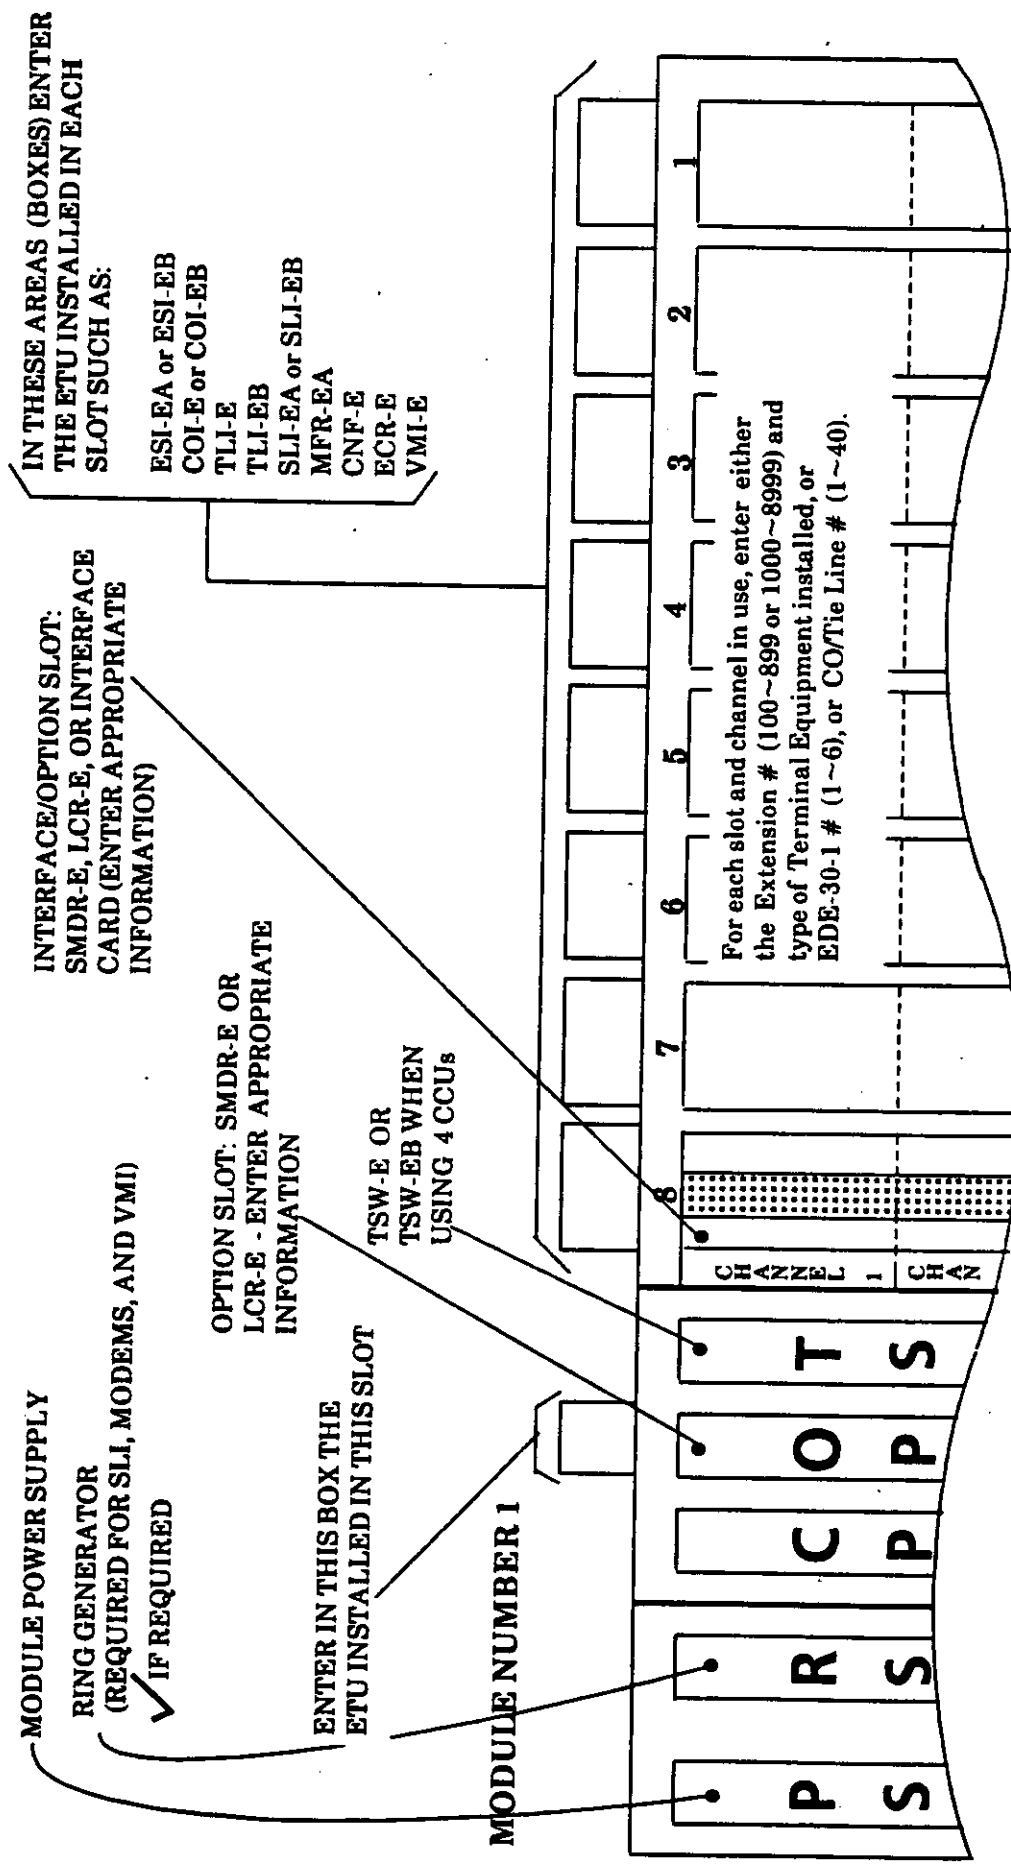 MODULE POWER SUPPLY
RING GENERATOR
(REQUIRED FOR SLI, MODEMS, AND VMI)
✓ IF REQUIRED
ENTER IN THIS BOX THE
ETU INSTALLED IN THIS SLOT
MODULE NUMBER 1
OPTION SLOT: SMDR-E OR
LCR-E - ENTER APPROPRIATE
INFORMATION
TSW-E OR
TSW-EB WHEN
USING 4 CCUs
INTERFACE/OPTION SLOT:
SMDR-E, LCR-E, OR INTERFACE
CARD (ENTER APPROPRIATE
INFORMATION)
IN THESE AREAS (BOXES) ENTER
THE ETU INSTALLED IN EACH
SLOT SUCH AS:
ESI-EA or ESI-EB
COI-E or COI-EB
TLI-E
TLI-EB
SLI-EA or SLI-EB
MFR-EA
CNF-E
ECR-E
VMI-E
8 7 6 5 4 3 2 1
For each slot and channel in use, enter either
the Extension # (100~899 or 1000~8999) and
type of Terminal Equipment installed, or
EDE-30-1 # (1~6), or CO/Tie Line # (1~40).
CHANNEL 1
CHAN
P R C O T
S S P P S